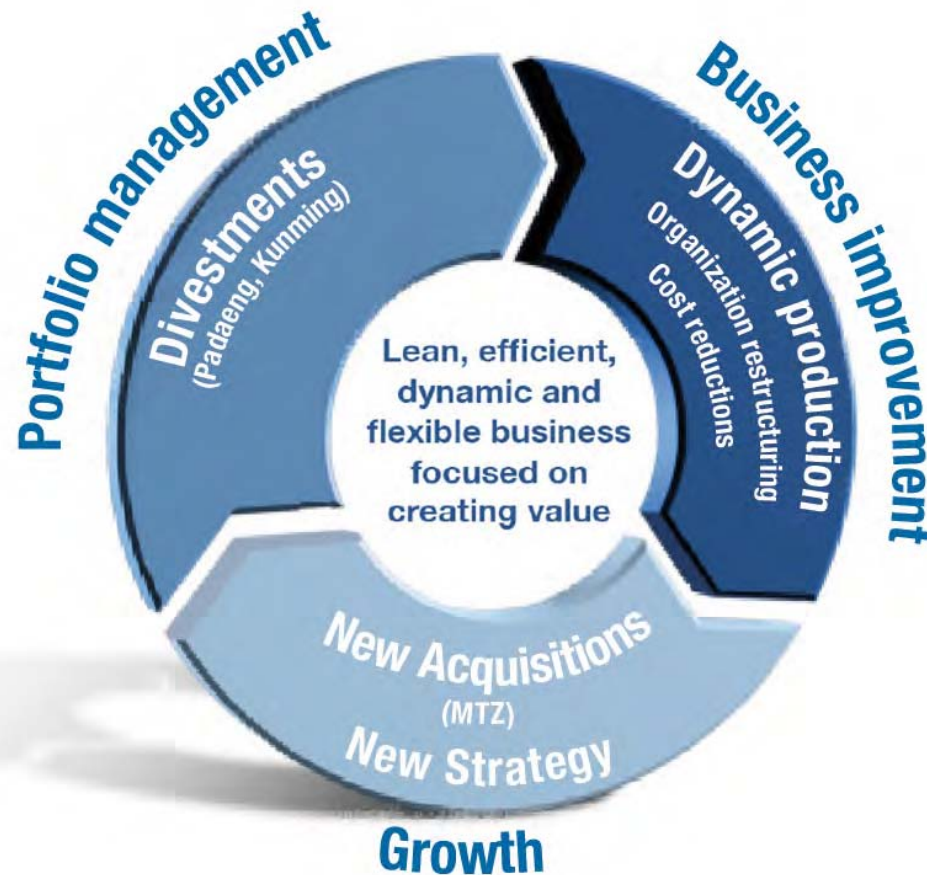 Portfolio management
Divestments
(Padaeng, Kunming)
Business improvement
Dynamic production
Organization restructuring
Cost reductions
Lean, efficient,
dynamic and
flexible business
focused on
creating value
New Acquisitions
(MTZ)
New Strategy
Growth